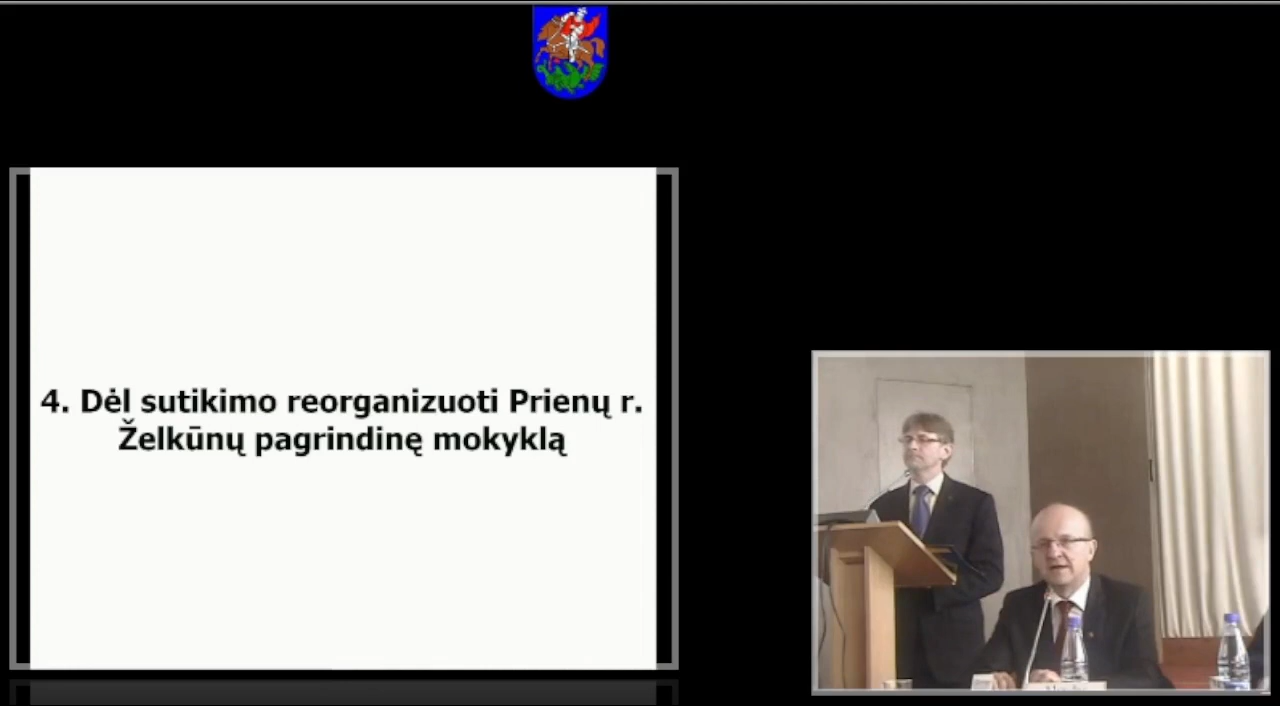 4. Dėl sutikimo reorganizuoti Prienų r.
Želkūnų pagrindinę mokyklą